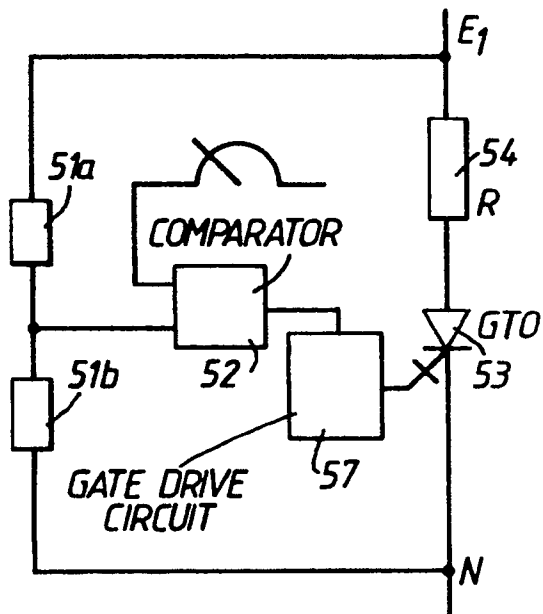 E1
51a
54
R
COMPARATOR
GTO
52
53
51b
57
GATE DRIVE
CIRCUIT
N